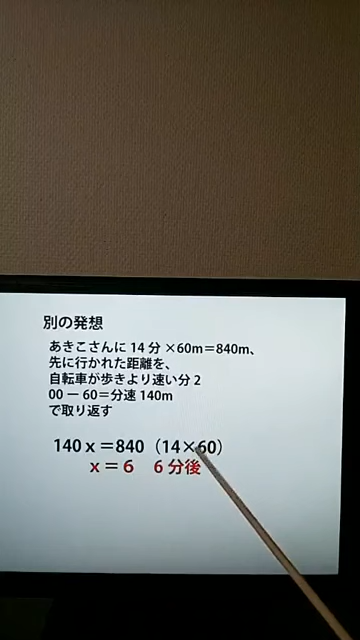 別の発想
あきこさんに 14 分 ×60m＝840m、
先に行かれた距離を、
自転車が歩きより速い分 2
00 ー 60＝分速 140m
で取り返す
140 x ＝840（14×60）
x ＝ 6　6 分後